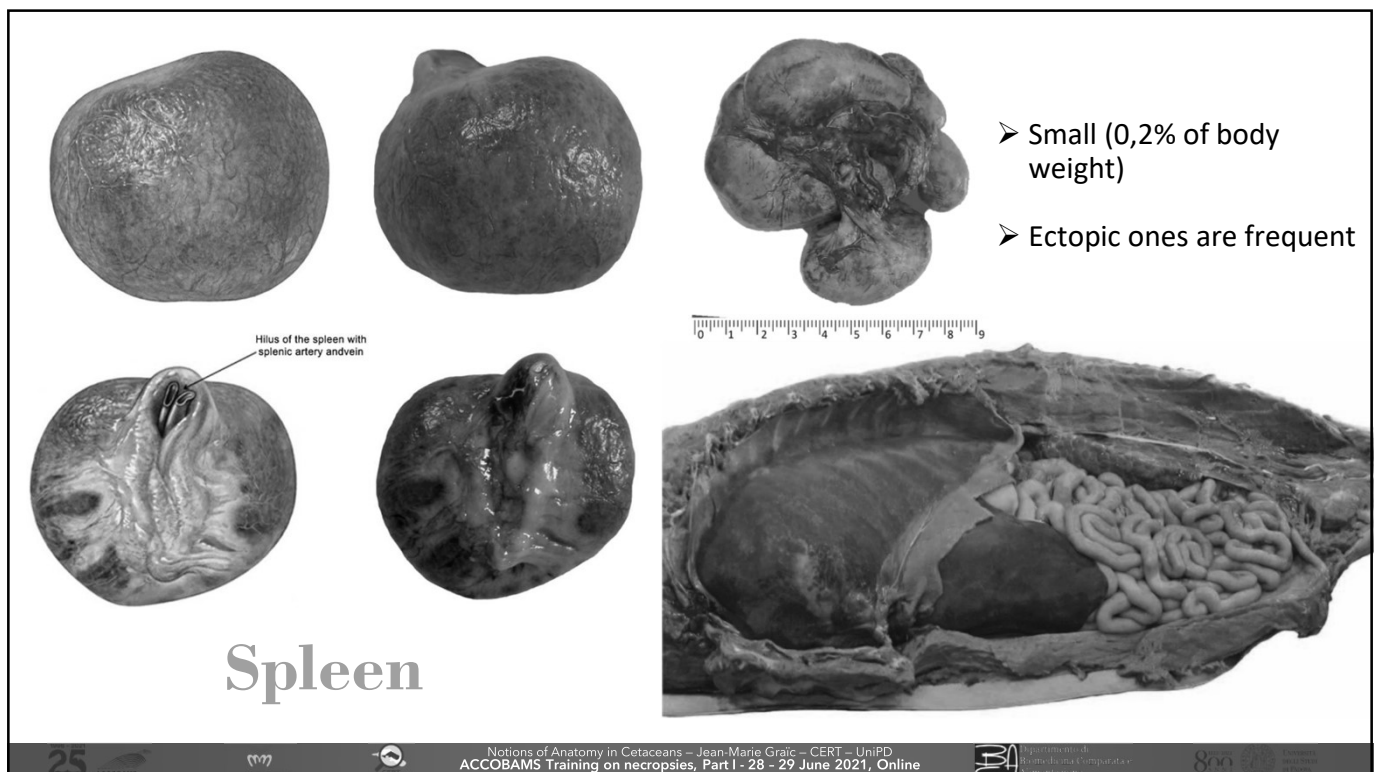 ➢ Small (0,2% of body
weight)
➢ Ectopic ones are frequent
0 1 2 3 4 5 6 7 8 9
Hilus of the spleen with
splenic artery andvein
Spleen
25
Notions of Anatomy in Cetaceans – Jean-Marie Graïc – CERT – UniPD
ACCOBAMS Training on necropsies, Part I - 28 – 29 June 2021, Online
Dipartimento di
Biomedicina Comparata e
800
Università